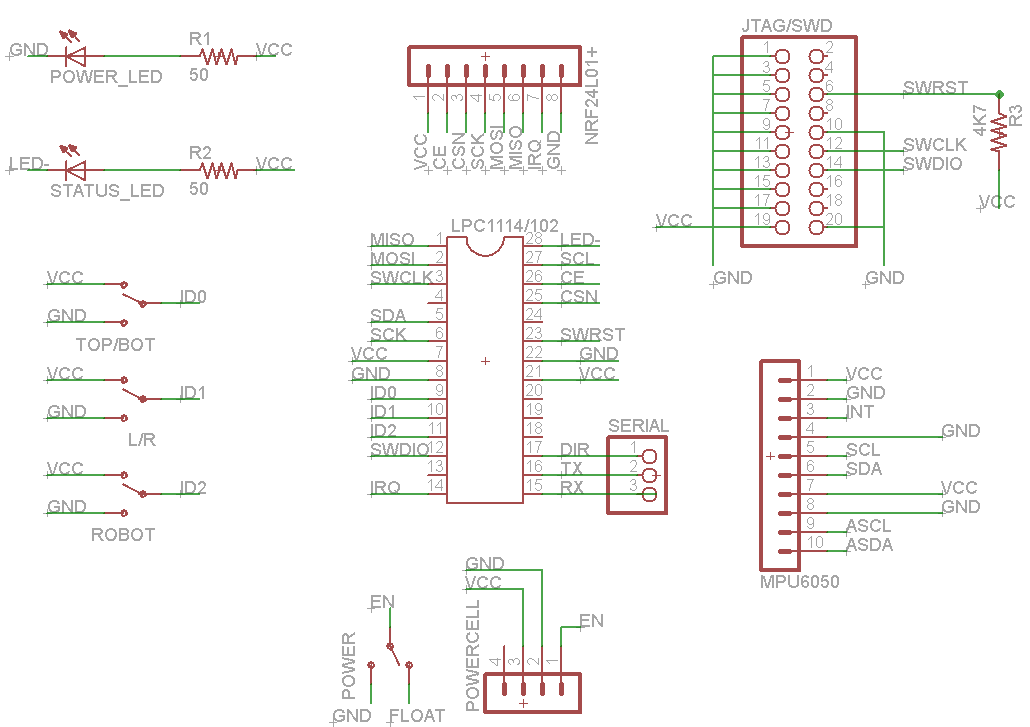 GND
POWER_LED
R1
50
VCC
LED-
STATUS_LED
R2
50
VCC
NRF24L01+
1 2 3 4 5 6 7 8
VCC
CE
CSN
SCK
MOSI
MISO
IRQ
GND
JTAG/SWD
1 2
3 4
5 6
7 8
9 10
11 12
13 14
15 16
17 18
19 20
SWRST
SWCLK
SWDIO
4K7
R3
VCC
VCC
GND
GND
LPC1114/102
MISO 1 28 LED-
MOSI 2 27 SCL
SWCLK 3 26 CE
4 25 CSN
SDA 5 24
SCK 6 23 SWRST
VCC 7 22 GND
GND 8 21 VCC
ID0 9 20
ID1 10 19
ID2 11 18
SWDIO 12 17 DIR
13 16 TX
IRQ 14 15 RX
SERIAL
1
2
3
VCC
GND
ID0
TOP/BOT
VCC
GND
ID1
L/R
VCC
GND
ID2
ROBOT
1 VCC
2 GND
3 INT
4 GND
5 SCL
6 SDA
7 VCC
8 GND
9 ASCL
10 ASDA
MPU6050
EN
POWER
GND
FLOAT
GND
VCC
POWERCELL
4 3 2 1
EN